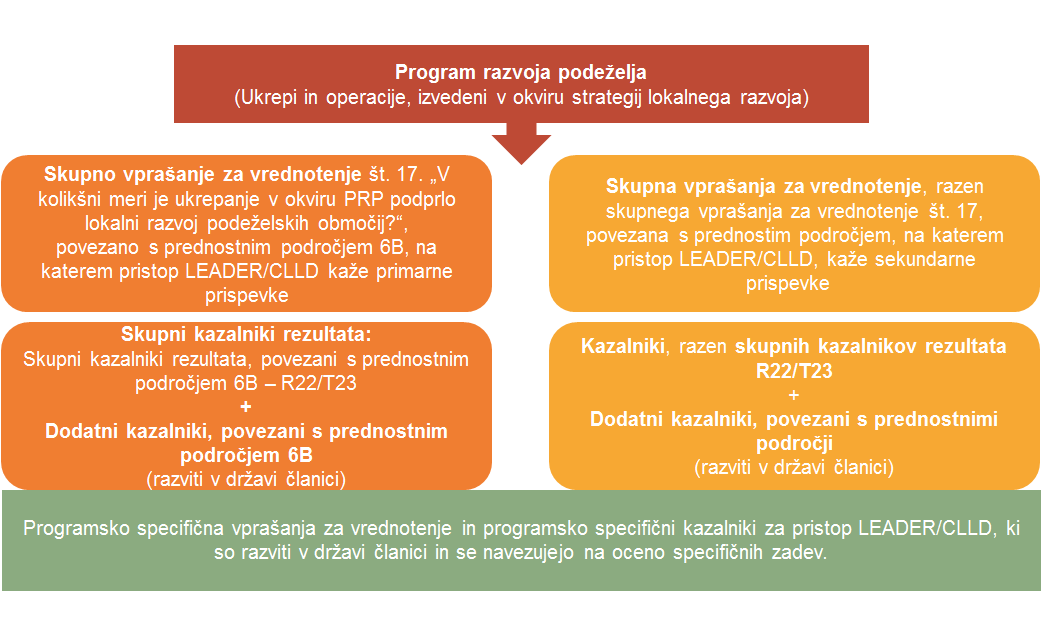 Program razvoja podeželja
(Ukrepi in operacije, izvedeni v okviru strategij lokalnega razvoja)
Skupno vprašanje za vrednotenje št. 17. „V
kolikšni meri je ukrepanje v okviru PRP podprlo
lokalni razvoj podeželskih območij?“,
povezano s prednostnim področjem 6B, na
katerem pristop LEADER/CLLD kaže primarne
prispevke
Skupna vprašanja za vrednotenje, razen
skupnega vprašanja za vrednotenje št. 17,
povezana s prednostim področjem, na katerem
pristop LEADER/CLLD, kaže sekundarne
prispevke
Skupni kazalniki rezultata:
Skupni kazalniki rezultata, povezani s prednostnim
področjem 6B – R22/T23
+
Dodatni kazalniki, povezani s prednostnim
področjem 6B
(razviti v državi članici)
Kazalniki, razen skupnih kazalnikov rezultata
R22/T23
+
Dodatni kazalniki, povezani s prednostnimi
področji
(razviti v državi članici)
Programsko specifična vprašanja za vrednotenje in programsko specifični kazalniki za pristop LEADER/CLLD, ki
so razviti v državi članici in se navezujejo na oceno specifičnih zadev.